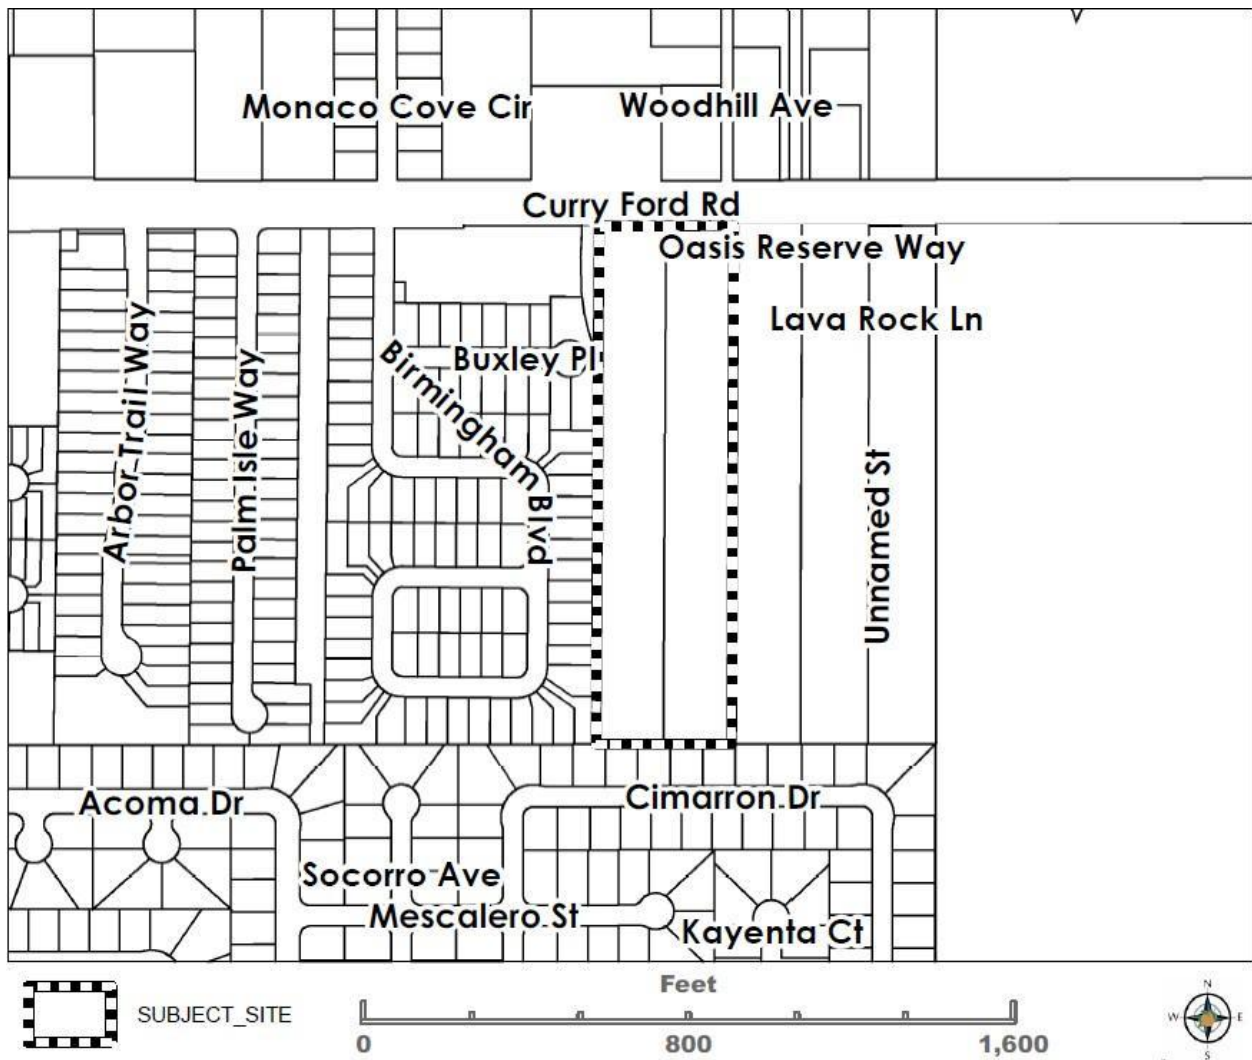 Monaco Cove Cir
Woodhill Ave
Curry Ford Rd
Oasis Reserve Way
Lava Rock Ln
Arbor Trail Way
Palm Isle Way
Birmingham Blvd
Buxley Pl
Unnamed St
Acoma Dr
Cimarron Dr
Socorro Ave
Mescalero St
Kayenta Ct
SUBJECT_SITE
Feet
0 800 1,600
N
W E
S